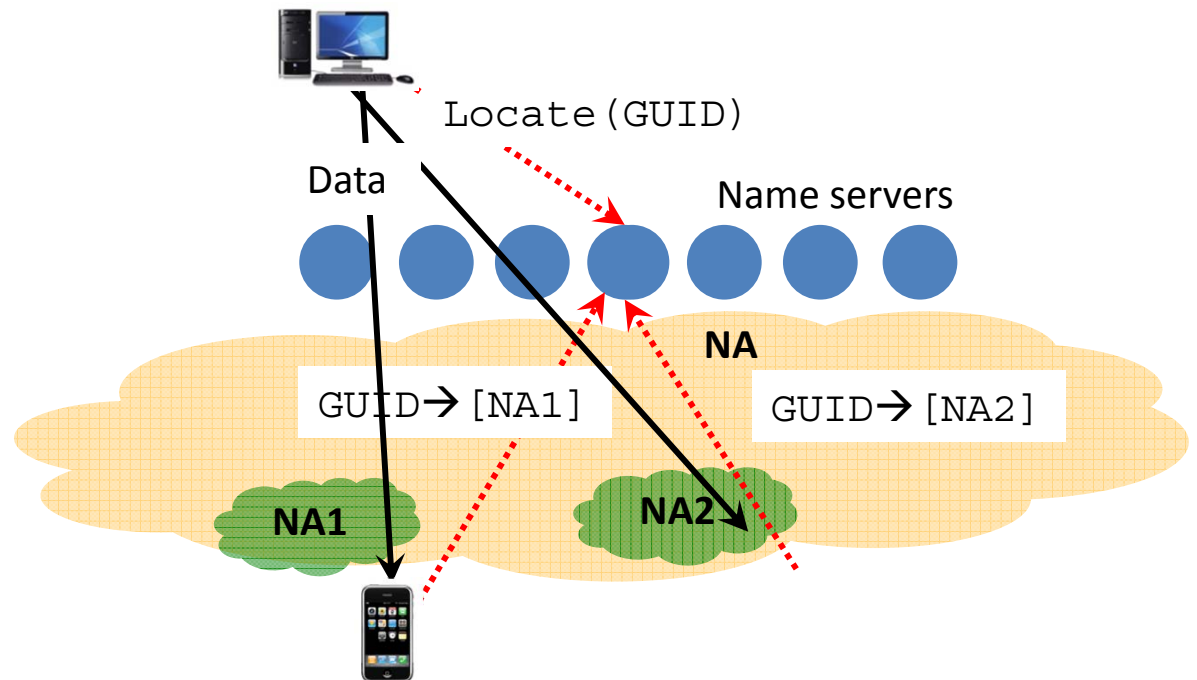 Locate(GUID)
Data
Name servers
NA
GUID→[NA1]
GUID→[NA2]
NA1
NA2